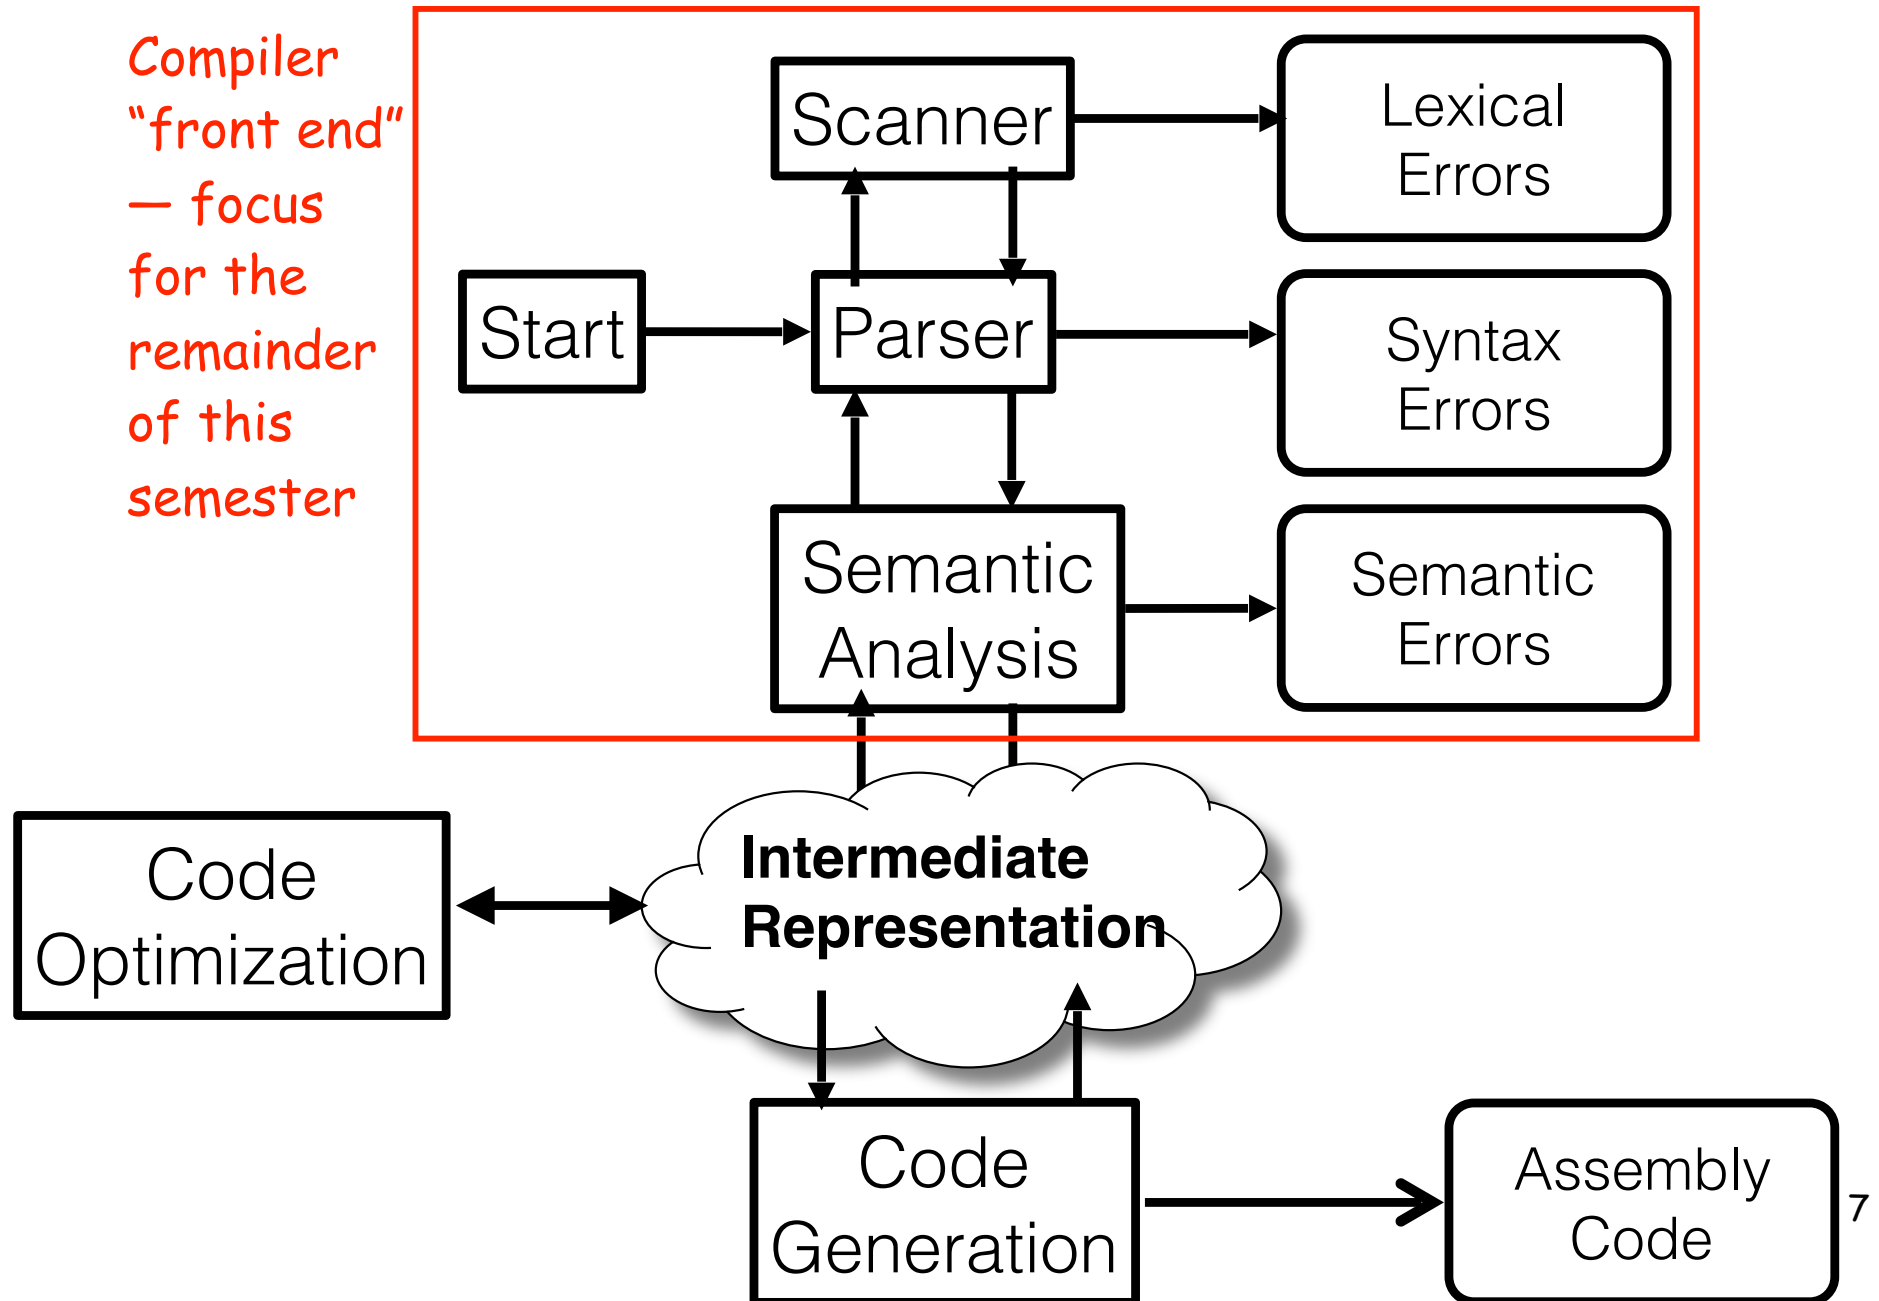 Compiler
“front end”
— focus
for the
remainder
of this
semester
Scanner
Lexical
Errors
Start
Parser
Syntax
Errors
Semantic
Analysis
Semantic
Errors
Intermediate
Representation
Code
Optimization
Code
Generation
Assembly
Code
7